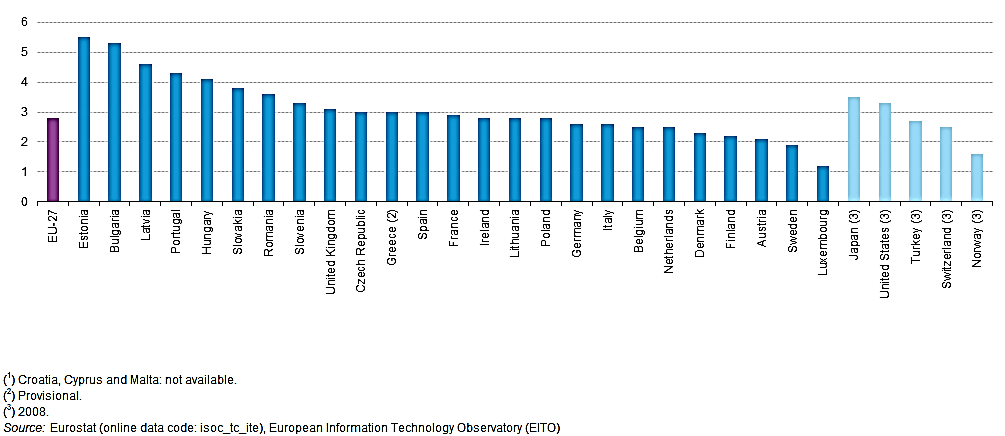 6
5
4
3
2
1
0
EU-27
Estonia
Bulgaria
Latvia
Portugal
Hungary
Slovakia
Romania
Slovenia
United Kingdom
Czech Republic
Greece (2)
Spain
France
Ireland
Lithuania
Poland
Germany
Italy
Belgium
Netherlands
Denmark
Finland
Austria
Sweden
Luxembourg
Japan (3)
United States (3)
Turkey (3)
Switzerland (3)
Norway (3)
(1) Croatia, Cyprus and Malta: not available.
(2) Provisional.
(3) 2008.
Source: Eurostat (online data code: isoc_tc_ite), European Information Technology Observatory (EITO)